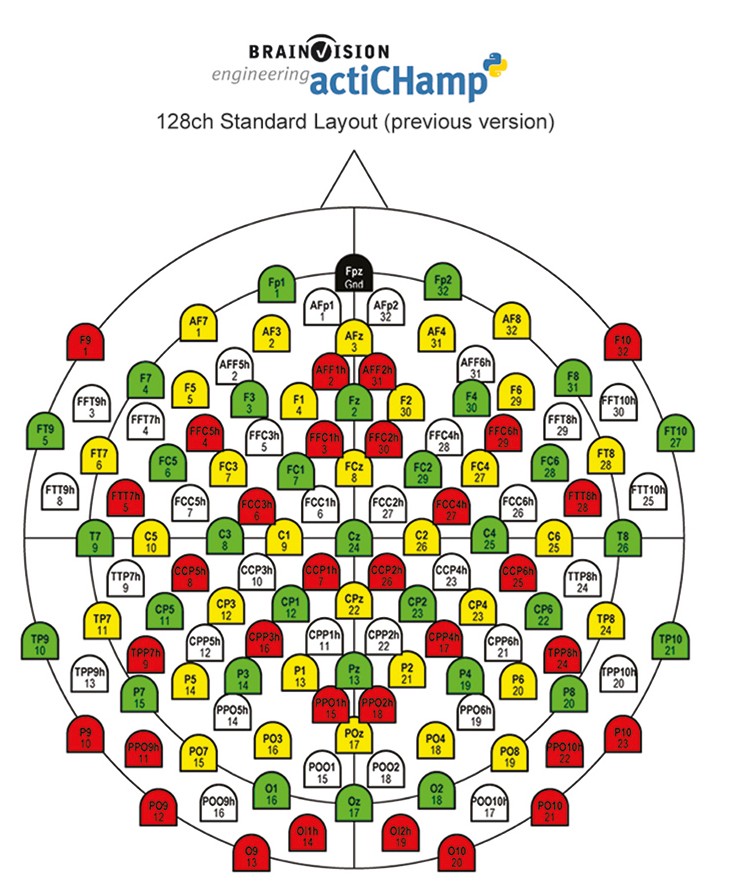 BRAINVISION
engineering actiCHamp
128ch Standard Layout (previous version)
Fpz
Gnd
Fp1
1
Fp2
32
AFp1
1
AFp2
32
AF7
1
AF3
2
AFz
3
AF4
31
AF8
32
F9
1
F10
32
AFF5h
2
AFF1h
2
AFF2h
31
AFF6h
31
F7
4
F5
5
F3
3
F1
4
Fz
2
F2
30
F4
30
F6
29
F8
31
FFT9h
3
FFT7h
4
FFT8h
29
FFT10h
30
FT9
5
FFC5h
4
FFC3h
5
FFC1h
3
FFC2h
30
FFC4h
28
FFC6h
29
FT10
27
FT7
6
FC5
6
FC3
7
FC1
7
FCz
8
FC2
29
FC4
27
FC6
28
FT8
28
FTT9h
8
FTT7h
5
FCC5h
7
FCC3h
6
FCC1h
6
FCC2h
27
FCC4h
27
FCC6h
26
FTT8h
28
FTT10h
25
T7
9
C5
10
C3
8
C1
9
Cz
24
C2
26
C4
25
C6
25
T8
26
TTP7h
9
CCP5h
8
CCP3h
10
CCP1h
7
CCP2h
26
CCP4h
23
CCP6h
25
TTP8h
24
TP7
11
CP5
11
CP3
12
CP1
12
CPz
22
CP2
23
CP4
23
CP6
22
TP8
24
TP9
10
CPP5h
12
CPP3h
16
CPP1h
11
CPP2h
22
CPP4h
17
CPP6h
21
TP10
21
TPP9h
13
TPP7h
9
TPP8h
24
TPP10h
20
P7
15
P5
14
P3
14
P1
13
Pz
13
P2
21
P4
19
P6
20
P8
20
PPO5h
14
PPO1h
15
PPO2h
18
PPO6h
19
P9
10
PPO9h
11
PO7
15
PO3
16
POz
17
PO4
18
PO8
19
PPO10h
22
P10
23
POO1
15
POO2
18
PO9
12
POO9h
16
O1
16
Oz
17
O2
18
POO10h
17
PO10
21
OI1h
14
OI2h
19
O9
13
O10
20